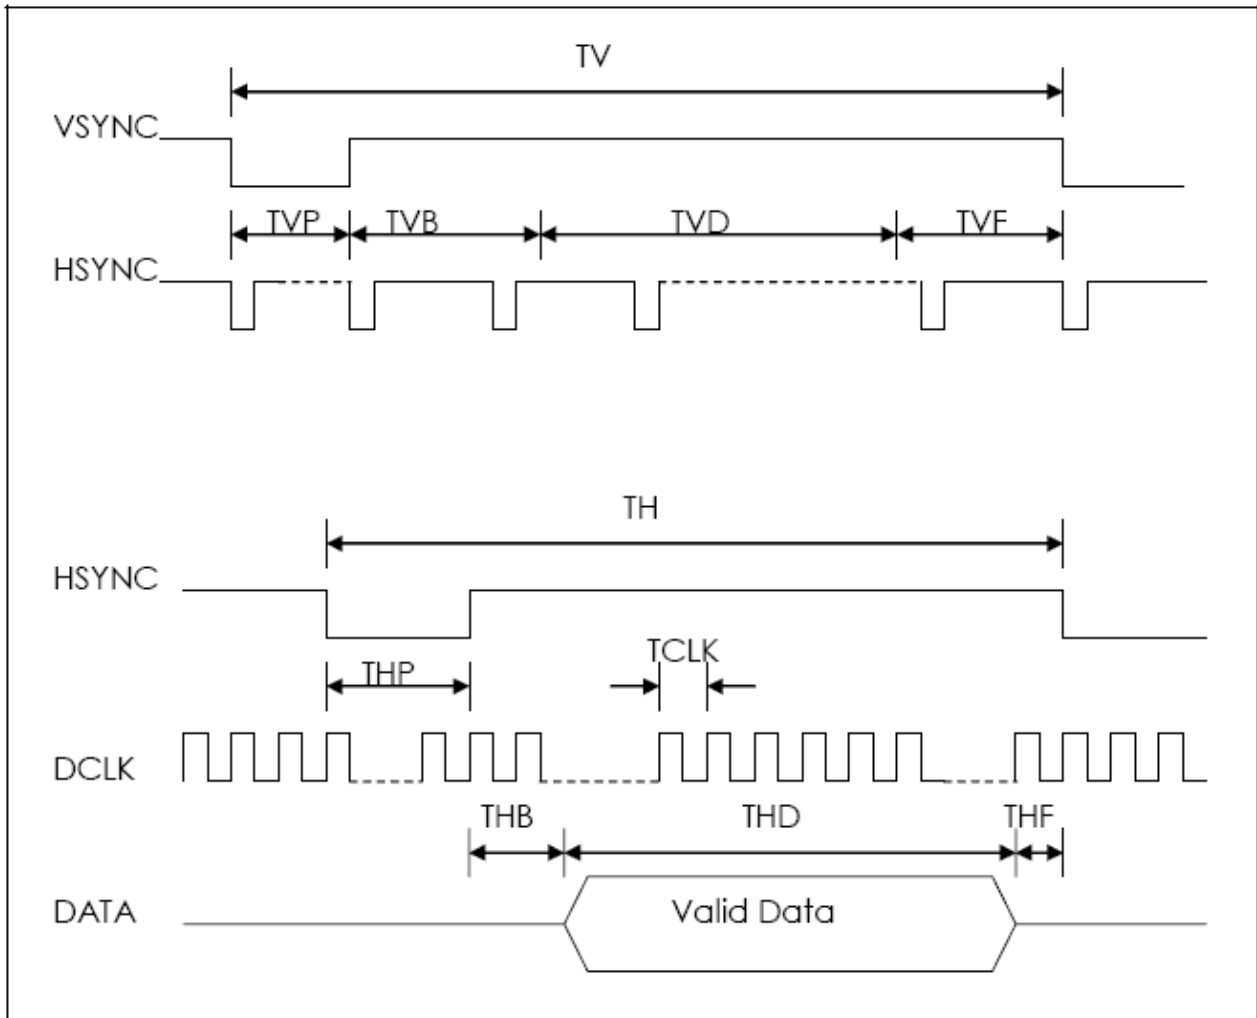 TV
VSYNC
TVP TVB TVD TVF
HSYNC
TH
HSYNC
TCLK
THP
DCLK
THB THD THF
DATA Valid Data